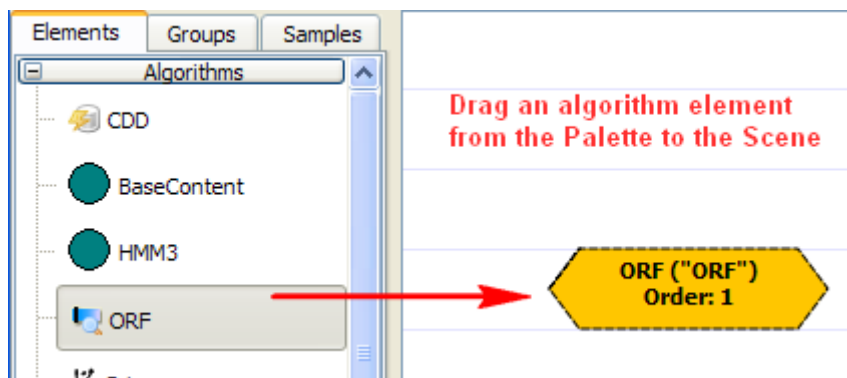 Elements Groups Samples
Algorithms
CDD
BaseContent
HMM3
ORF
Drag an algorithm element
from the Palette to the Scene
ORF ("ORF")
Order: 1